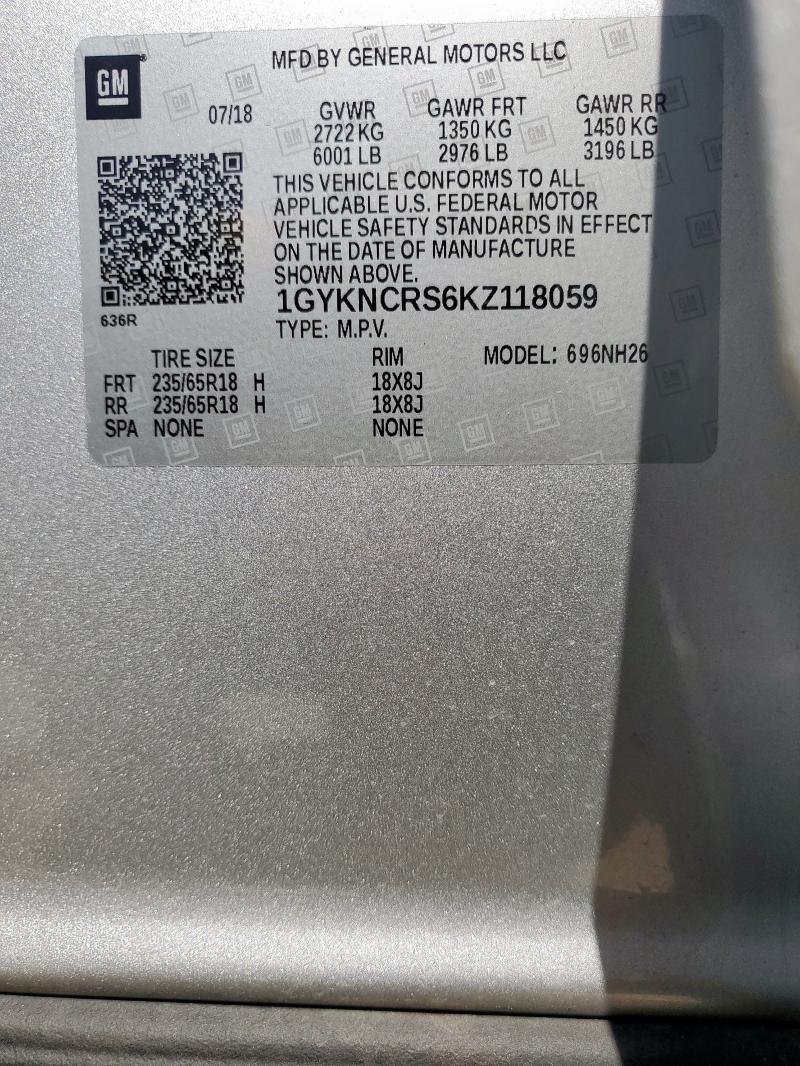 GM
MFD BY GENERAL MOTORS LLC
07/18 GVWR GAWR FRT GAWR RR
2722 KG 1350 KG 1450 KG
6001 LB 2976 LB 3196 LB
THIS VEHICLE CONFORMS TO ALL
APPLICABLE U.S. FEDERAL MOTOR
VEHICLE SAFETY STANDARDS IN EFFECT
ON THE DATE OF MANUFACTURE
SHOWN ABOVE.
1GYKNCRS6KZ118059
636R
TYPE: M.P.V.
TIRE SIZE RIM MODEL: 696NH26
FRT 235/65R18 H 18X8J
RR 235/65R18 H 18X8J
SPA NONE NONE